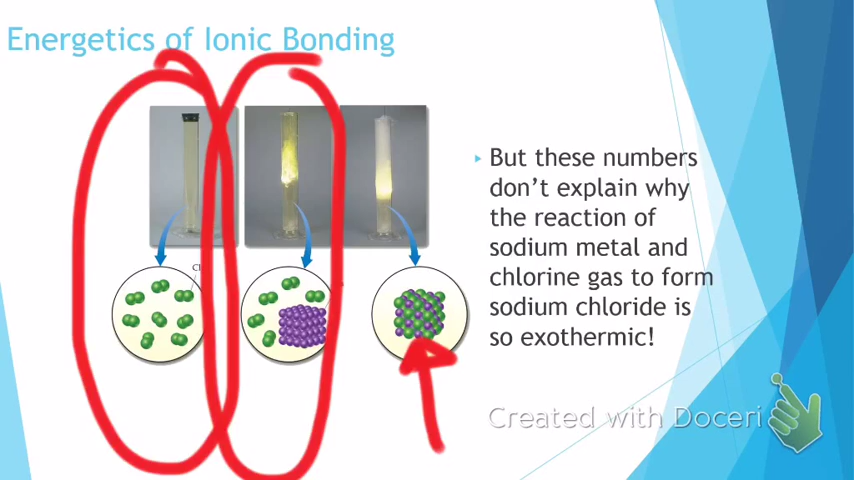 Energetics of Ionic Bonding
Cl
But these numbers
don't explain why
the reaction of
sodium metal and
chlorine gas to form
sodium chloride is
so exothermic!
Created with Doceri